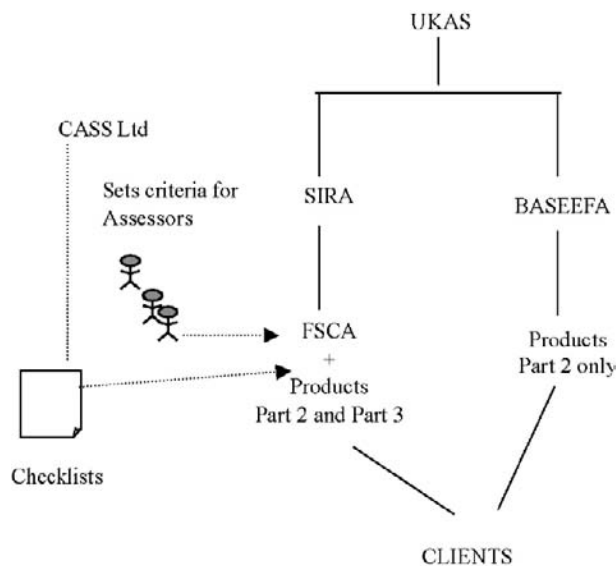 UKAS
CASS Ltd
Sets criteria for
Assessors
SIRA
BASEEFA
FSCA
+
Products
Part 2 and Part 3
Products
Part 2 only
Checklists
CLIENTS